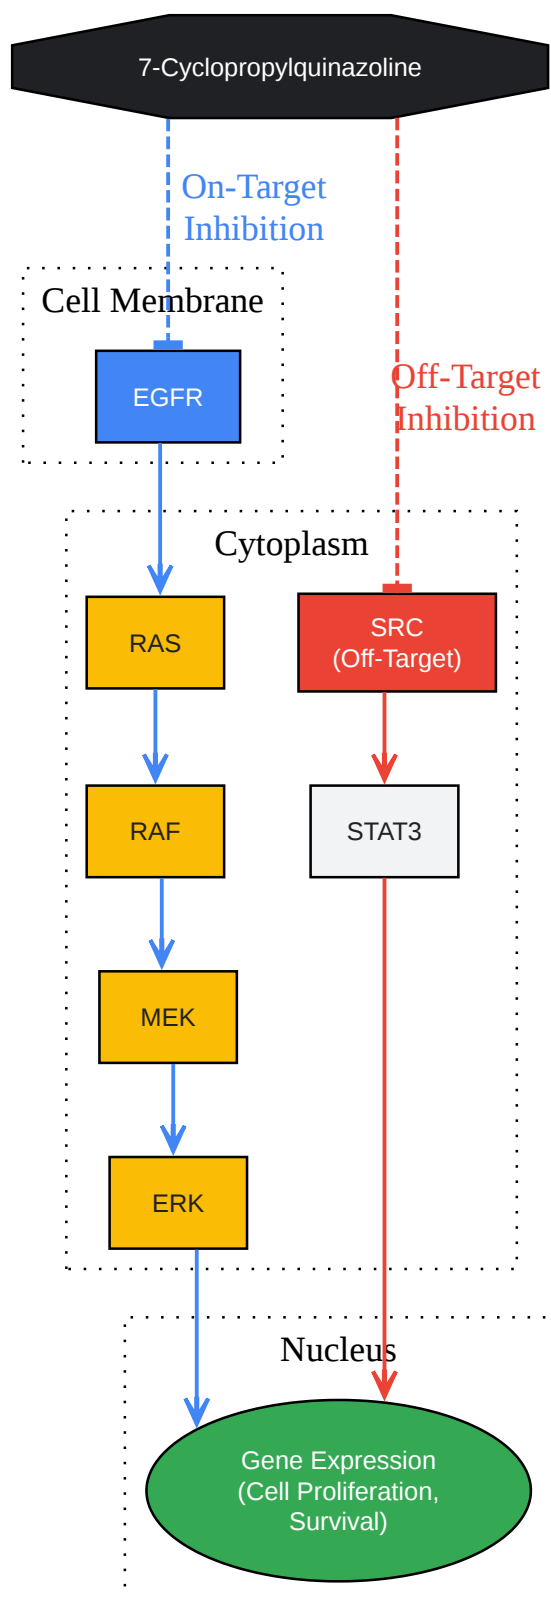 7-Cyclopropylquinazoline
On-Target
Inhibition
Cell Membrane
EGFR
Off-Target
Inhibition
Cytoplasm
RAS
SRC
(Off-Target)
RAF
STAT3
MEK
ERK
Nucleus
Gene Expression
(Cell Proliferation,
Survival)